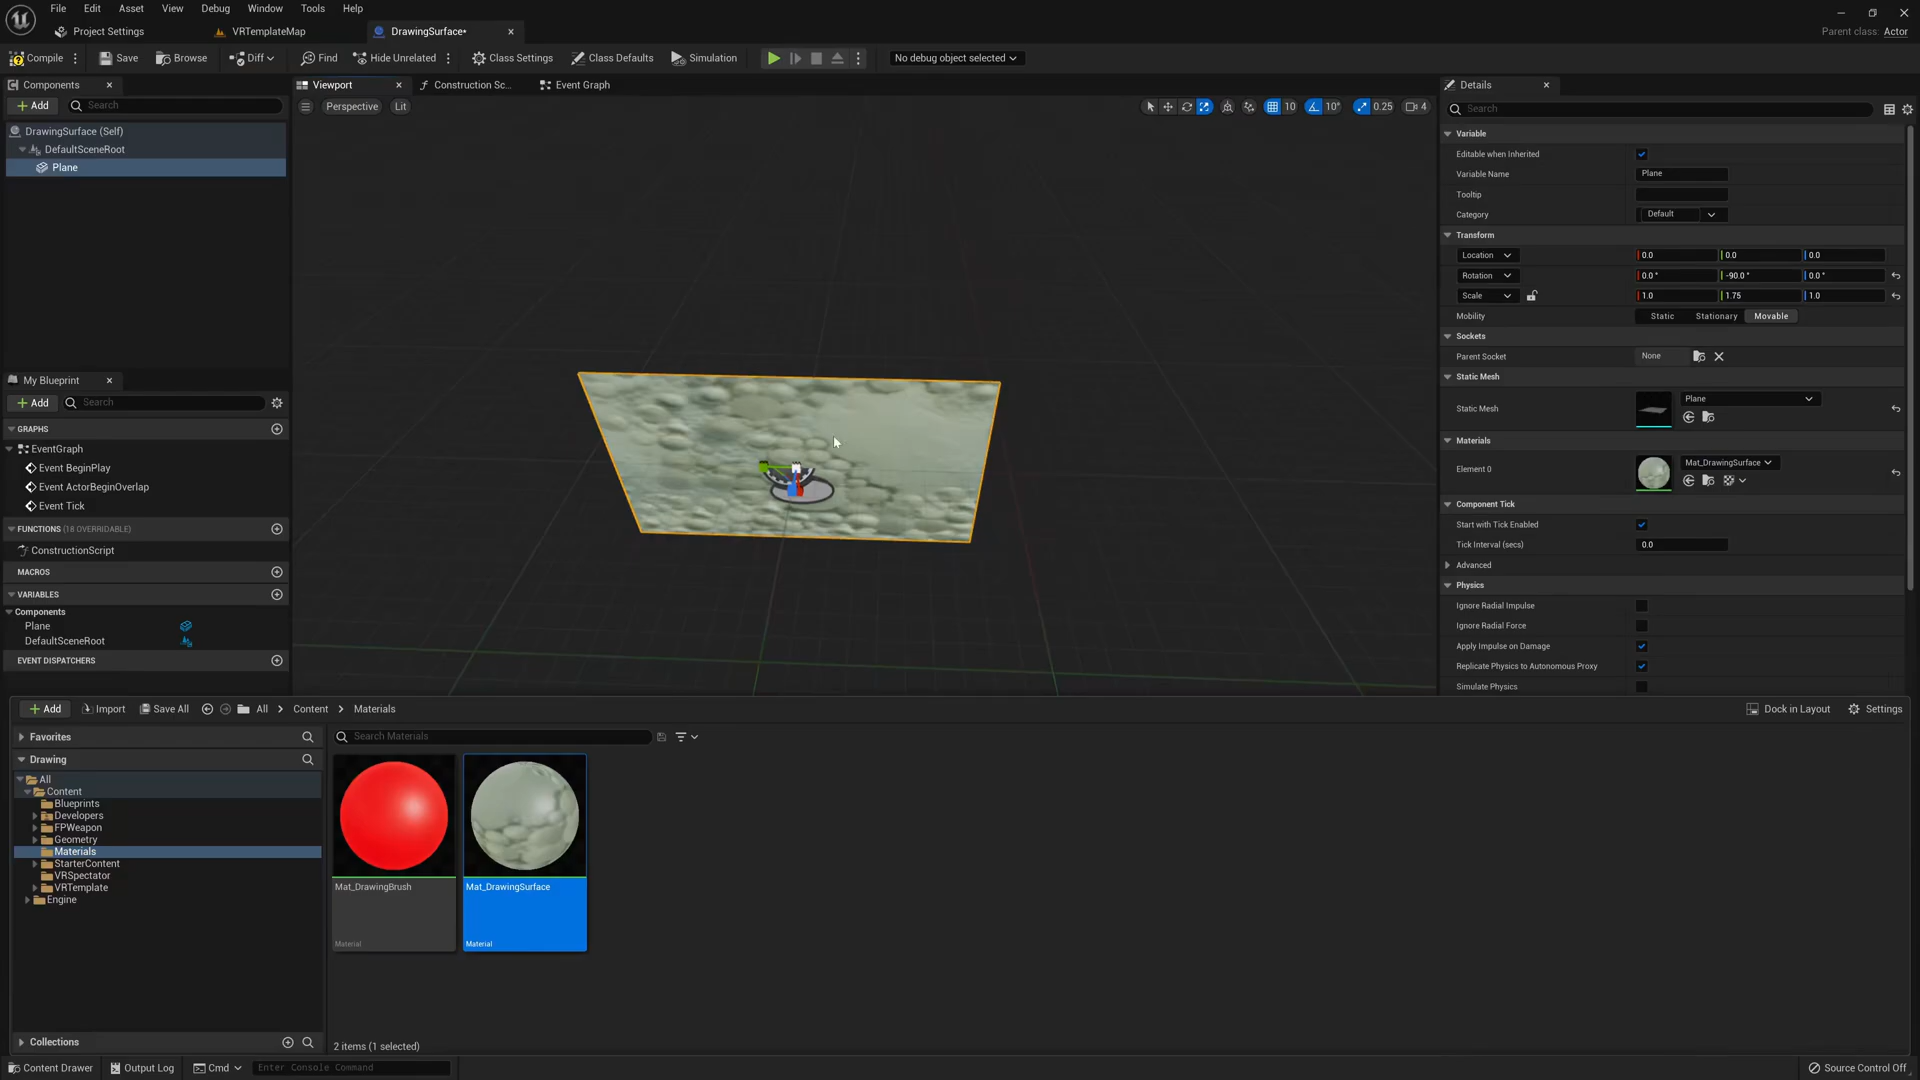 File Edit Asset View Debug Window Tools Help
Project Settings VRTemplateMap DrawingSurface*
Parent class: Actor
Compile Save Browse Diff Find Hide Unrelated Class Settings Class Defaults Simulation No debug object selected
Components
Add Search
DrawingSurface (Self)
DefaultSceneRoot
Plane
My Blueprint
Add Search
GRAPHS
EventGraph
Event BeginPlay
Event ActorBeginOverlap
Event Tick
FUNCTIONS (18 OVERRIDABLE)
ConstructionScript
MACROS
VARIABLES
Components
Plane
DefaultSceneRoot
EVENT DISPATCHERS
Viewport Construction Sc... Event Graph
Perspective Lit 10 10° 0.25 4
Details
Search
Variable
Editable when Inherited
Variable Name Plane
Tooltip
Category Default
Transform
Location 0.0 0.0 0.0
Rotation 0.0 ° -90.0 ° 0.0 °
Scale 1.0 1.75 1.0
Mobility Static Stationary Movable
Sockets
Parent Socket None
Static Mesh
Static Mesh Plane
Materials
Element 0 Mat_DrawingSurface
Component Tick
Start with Tick Enabled
Tick Interval (secs) 0.0
Advanced
Physics
Ignore Radial Impulse
Ignore Radial Force
Apply Impulse on Damage
Replicate Physics to Autonomous Proxy
Simulate Physics
Add Import Save All All Content Materials Dock in Layout Settings
Favorites
Drawing
All
Content
Blueprints
Developers
FPWeapon
Geometry
Materials
StarterContent
VRSpectator
VRTemplate
Engine
Collections
Search Materials
Mat_DrawingBrush
Material
Mat_DrawingSurface
Material
2 items (1 selected)
Content Drawer Output Log Cmd Enter Console Command Source Control Off